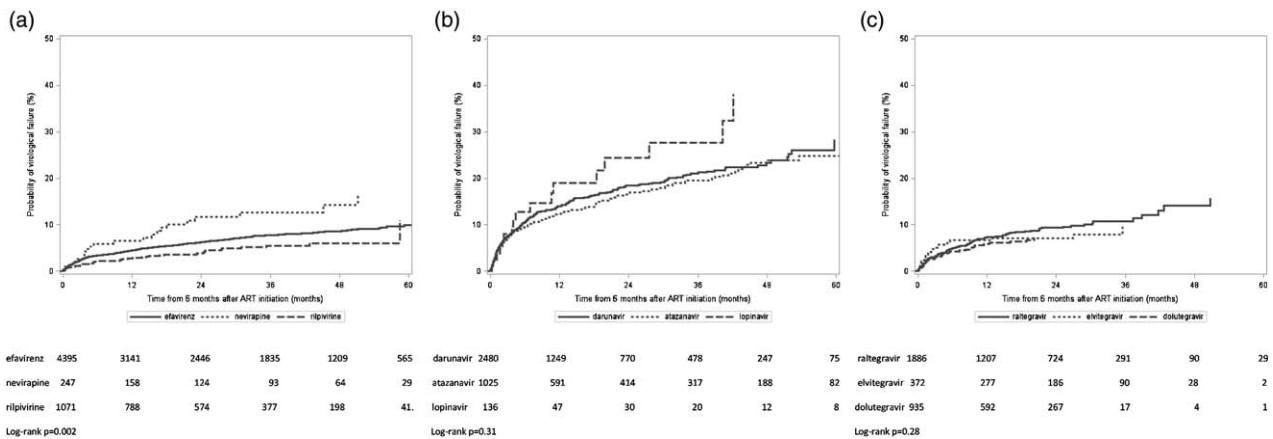 (a)
50
40
30
20
10
0
Probability of virological failure (%)
0 12 24 36 48 60
Time from 6 months after ART initiation (months)
efavirenz nevirapine rilpivirine
efavirenz 4395 3141 2446 1835 1209 565
nevirapine 247 158 124 93 64 29
rilpivirine 1071 788 574 377 198 41.
Log-rank p=0.002
(b)
50
40
30
20
10
0
Probability of virological failure (%)
0 12 24 36 48 60
Time from 6 months after ART initiation (months)
darunavir atazanavir lopinavir
darunavir 2480 1249 770 478 247 75
atazanavir 1025 591 414 317 188 82
lopinavir 136 47 30 20 12 8
Log-rank p=0.31
(c)
50
40
30
20
10
0
Probability of virological failure (%)
0 12 24 36 48 60
Time from 6 months after ART initiation (months)
raltegravir elvitegravir dolutegravir
raltegravir 1886 1207 724 291 90 29
elvitegravir 372 277 186 90 28 2
dolutegravir 935 592 267 17 4 1
Log-rank p=0.28